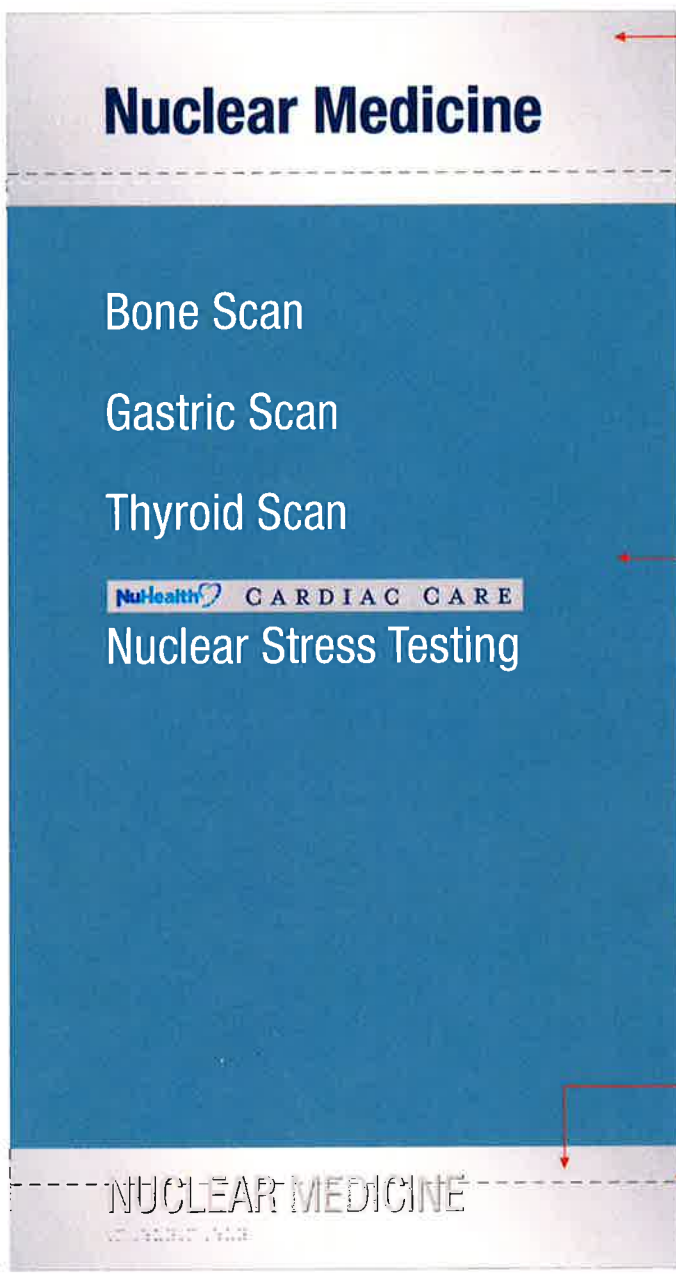 Nuclear Medicine
Bone Scan
Gastric Scan
Thyroid Scan
NuHealth CARDIAC CARE
Nuclear Stress Testing
NUCLEAR MEDICINE